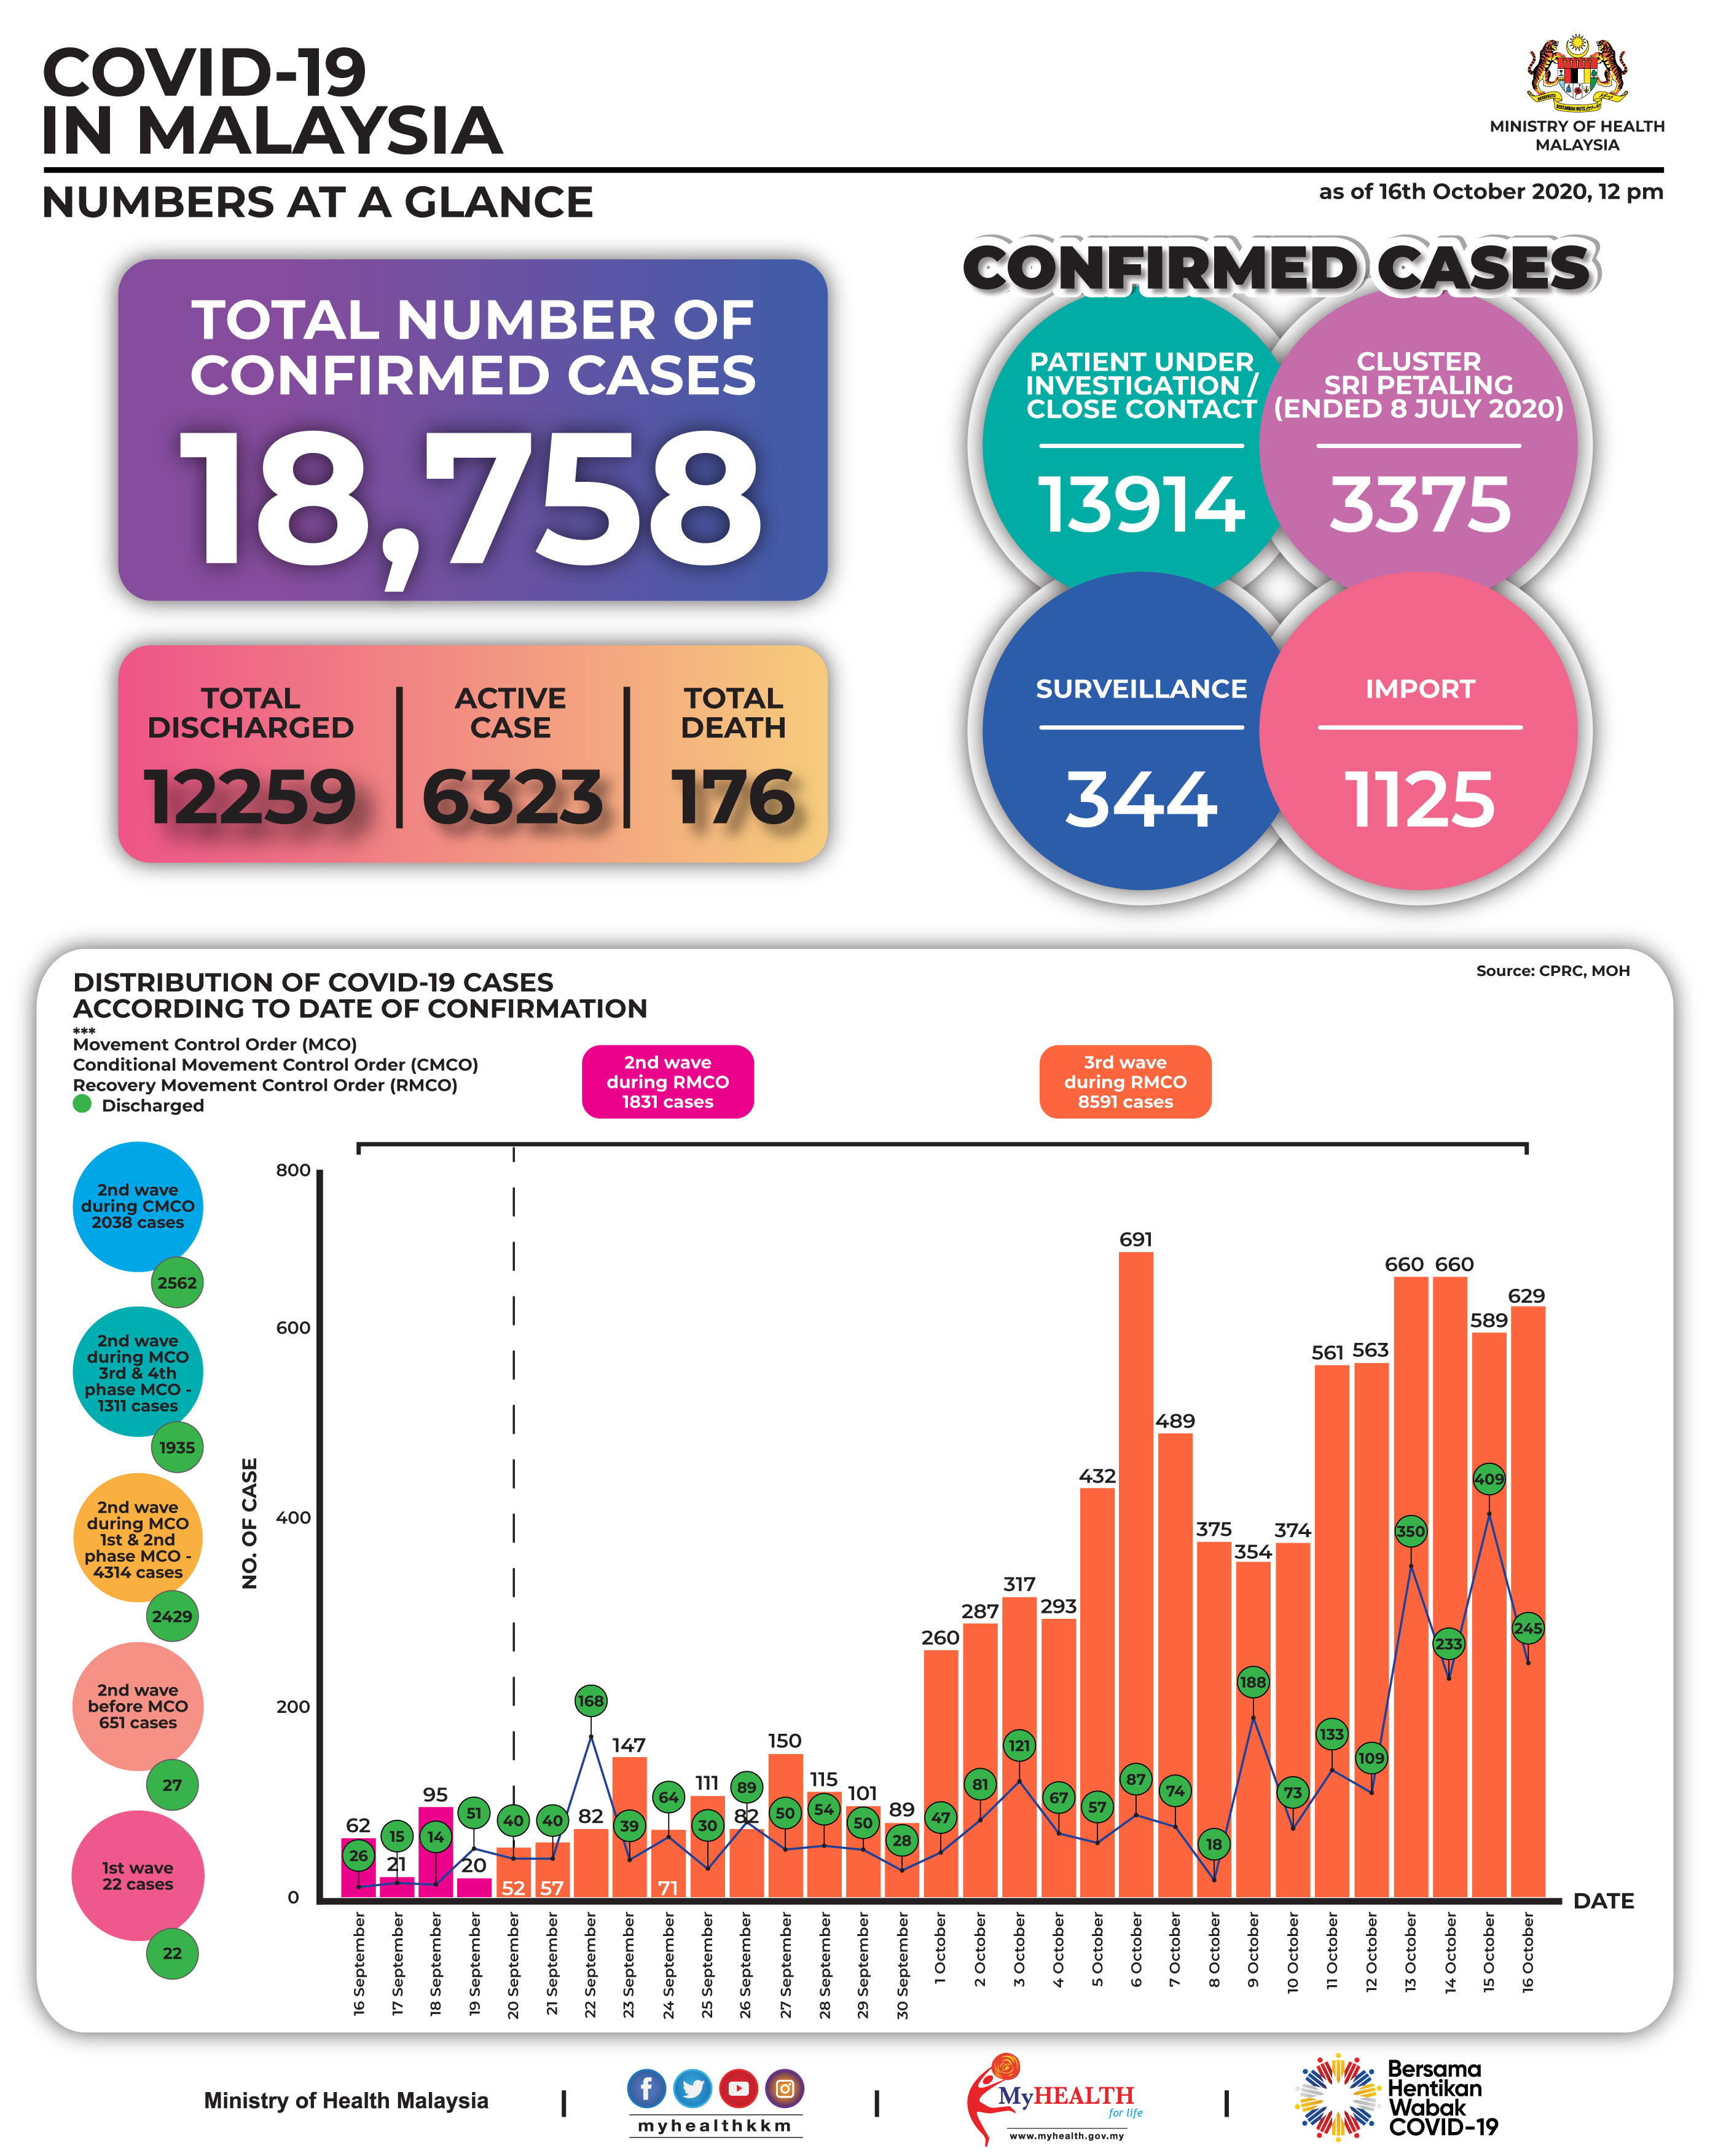 COVID-19
IN MALAYSIA
MINISTRY OF HEALTH
MALAYSIA
NUMBERS AT A GLANCE
as of 16th October 2020, 12 pm
TOTAL NUMBER OF
CONFIRMED CASES
18,758
TOTAL
DISCHARGED
12259
ACTIVE
CASE
6323
TOTAL
DEATH
176
CONFIRMED CASES
PATIENT UNDER
INVESTIGATION /
CLOSE CONTACT
13914
CLUSTER
SRI PETALING
(ENDED 8 JULY 2020)
3375
SURVEILLANCE
344
IMPORT
1125
DISTRIBUTION OF COVID-19 CASES
ACCORDING TO DATE OF CONFIRMATION
Source: CPRC, MOH
***
Movement Control Order (MCO)
Conditional Movement Control Order (CMCO)
Recovery Movement Control Order (RMCO)
Discharged
2nd wave
during RMCO
1831 cases
3rd wave
during RMCO
8591 cases
2nd wave
during CMCO
2038 cases
2562
2nd wave
during MCO
3rd & 4th
phase MCO -
1311 cases
1935
2nd wave
during MCO
1st & 2nd
phase MCO -
4314 cases
2429
2nd wave
before MCO
651 cases
27
1st wave
22 cases
22
NO. OF CASE
800
600
400
200
0
62
21
95
20
52
57
82
147
71
111
82
150
115
101
89
260
287
317
293
432
691
489
375
354
374
561
563
660
660
589
629
26
15
14
51
40
40
168
39
64
30
89
50
54
50
28
47
81
121
67
57
87
74
18
188
73
133
109
350
233
409
245
DATE
16 September
17 September
18 September
19 September
20 September
21 September
22 September
23 September
24 September
25 September
26 September
27 September
28 September
29 September
30 September
1 October
2 October
3 October
4 October
5 October
6 October
7 October
8 October
9 October
10 October
11 October
12 October
13 October
14 October
15 October
16 October
Ministry of Health Malaysia
myhealthkkm
MyHEALTH
for life
www.myhealth.gov.my
Bersama
Hentikan
Wabak
COVID-19